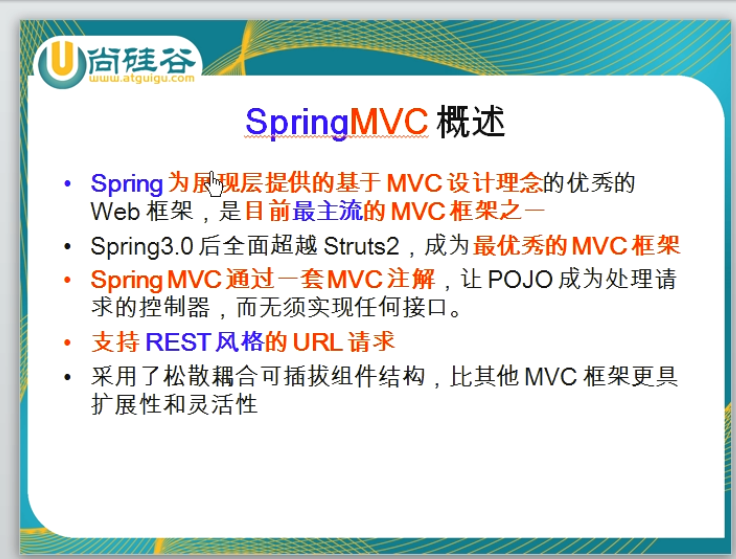 尚硅谷
www.atguigu.com
SpringMVC 概述
• Spring 为展现层提供的基于 MVC 设计理念的优秀的
Web 框架，是目前最主流的 MVC 框架之一
• Spring3.0 后全面超越 Struts2，成为最优秀的 MVC 框架
• Spring MVC 通过一套 MVC 注解，让 POJO 成为处理请
求的控制器，而无须实现任何接口。
• 支持 REST 风格的 URL 请求
• 采用了松散耦合可插拔组件结构，比其他 MVC 框架更具
扩展性和灵活性